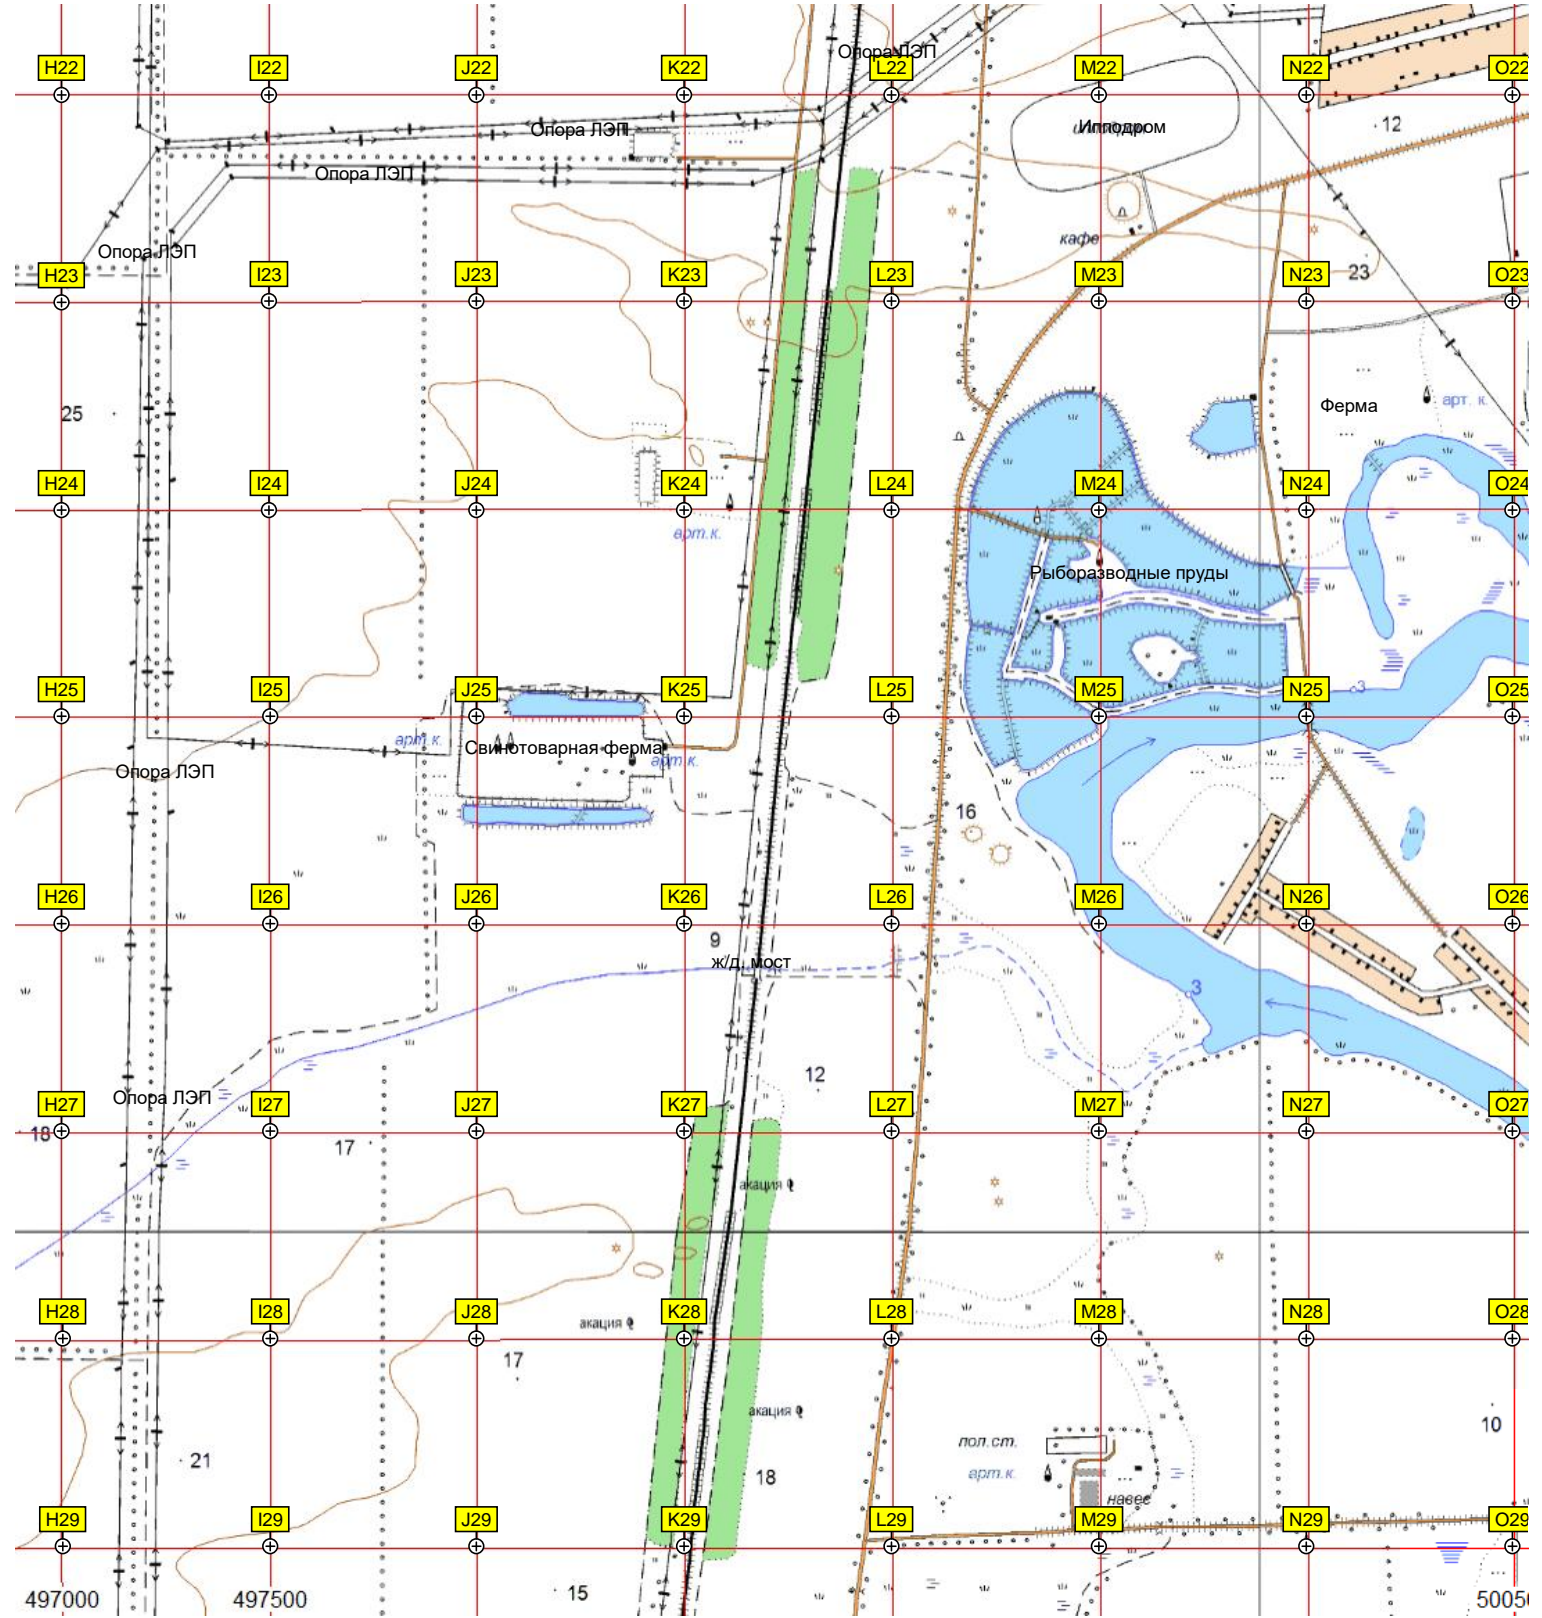 Опора ЛЭП
H22 I22 J22 K22 L22 M22 N22 O22
Опора ЛЭП
Ипподром
12
Опора ЛЭП
кафе
Опора ЛЭП
23
H23 I23 J23 K23 L23 M23 N23 O23
25
Ферма
арт. к.
H24 I24 J24 K24 L24 M24 N24 O24
арт.к.
Рыборазводные пруды
H25 I25 J25 K25 L25 M25 N25 O25
3
арт.к.
Свинотоварная ферма
арт.к.
Опора ЛЭП
16
H26 I26 J26 K26 L26 M26 N26 O26
9
ж/д. мост
3
12
Опора ЛЭП
H27 I27 J27 K27 L27 M27 N27 O27
18
17
акация
H28 I28 J28 K28 L28 M28 N28 O28
акация
17
акация
10
пол.ст.
21
арт.к.
18
навес
H29 I29 J29 K29 L29 M29 N29 O29
15
497000 497500 50050